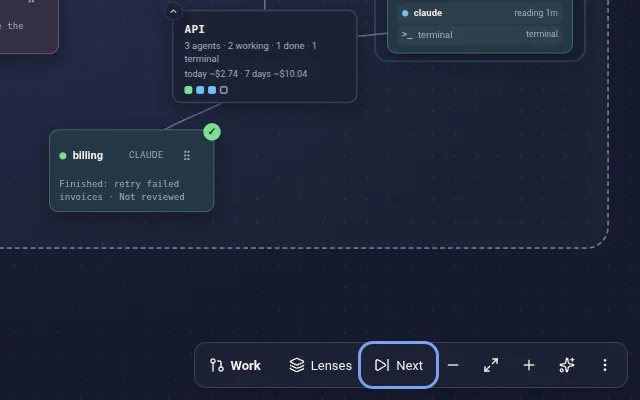 e the
API
3 agents · 2 working · 1 done · 1
terminal
today ~$2.74 · 7 days ~$10.04
claude reading 1m
>_ terminal terminal
billing CLAUDE
Finished: retry failed
invoices · Not reviewed
Work Lenses Next